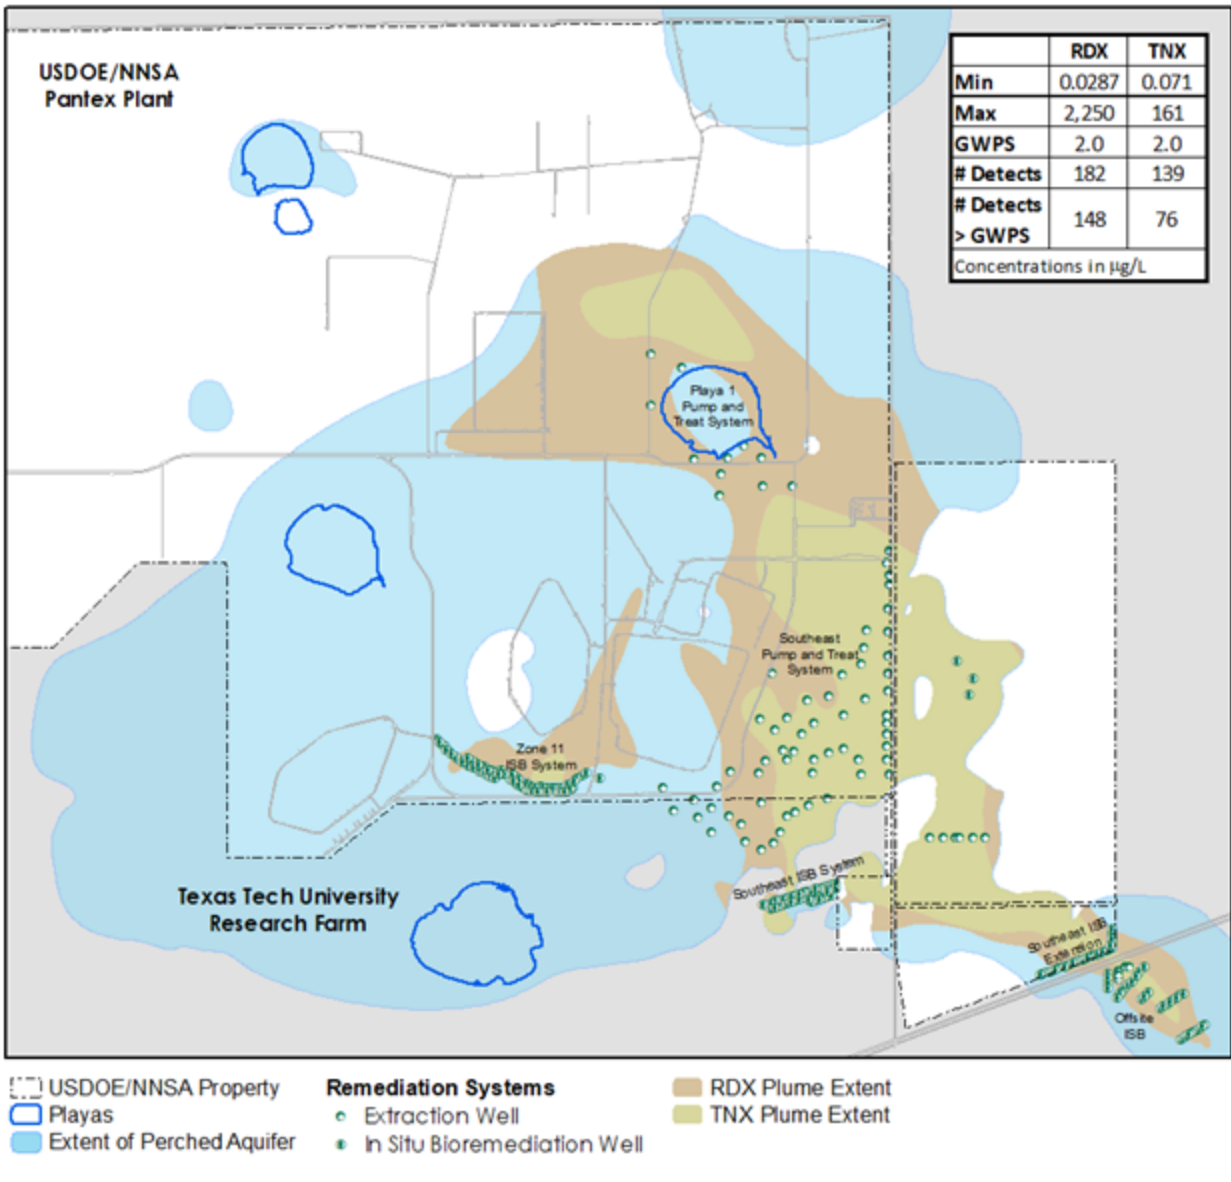 USDOE/NNSA
Pantex Plant
RDX TNX
Min 0.0287 0.071
Max 2,250 161
GWPS 2.0 2.0
# Detects 182 139
# Detects
> GWPS 148 76
Concentrations in µg/L
Playa 1
Pump and
Treat System
Southeast
Pump and Treat
System
Zone 11
ISB System
Southeast ISB System
Texas Tech University
Research Farm
Southeast ISB
Extension
Offsite
ISB
USDOE/NNSA Property
Playas
Extent of Perched Aquifer
Remediation Systems
Extraction Well
In Situ Bioremediation Well
RDX Plume Extent
TNX Plume Extent